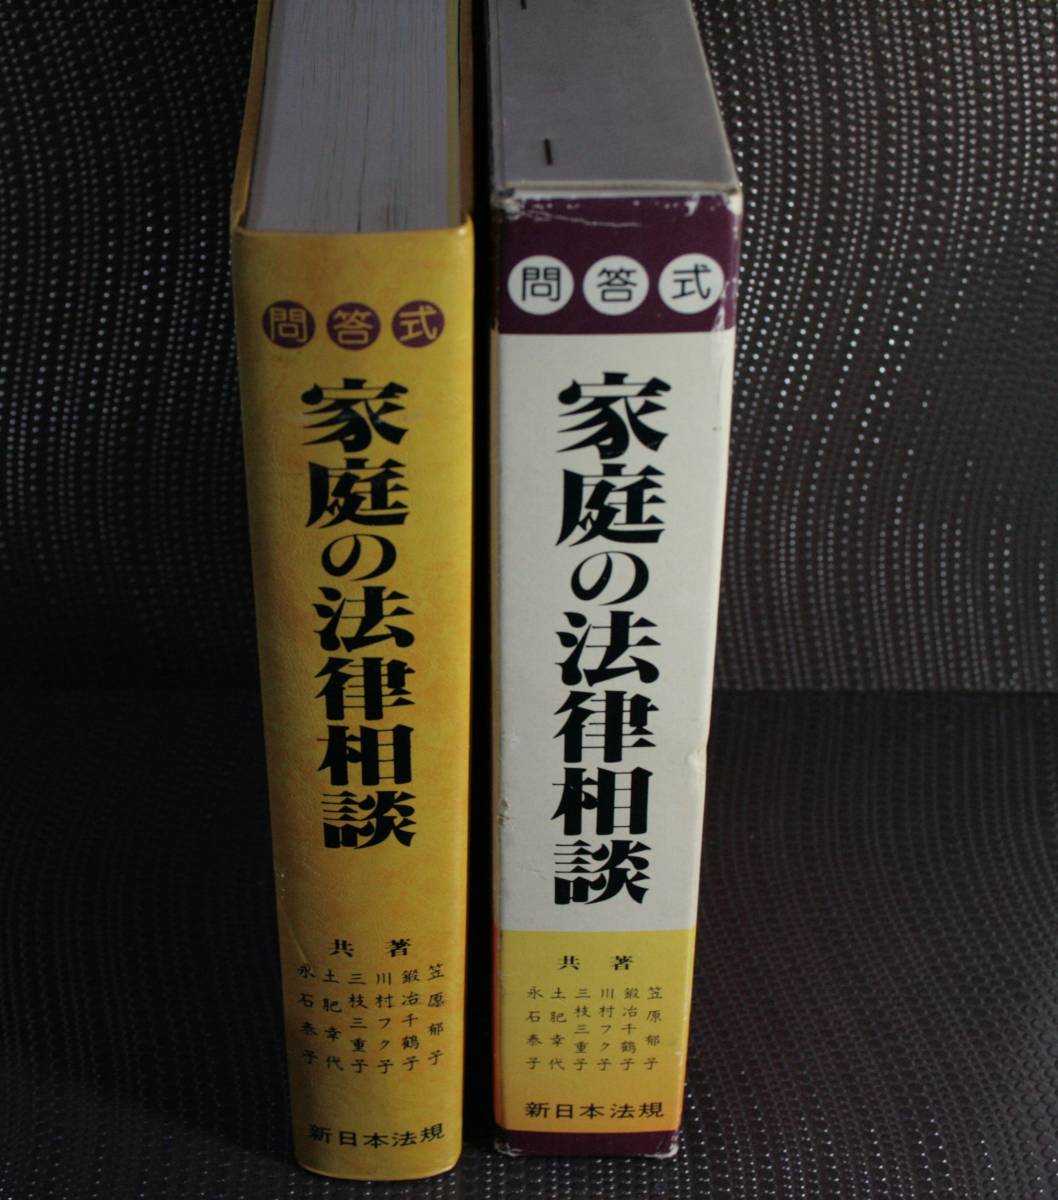 問答式
家庭の法律相談
共著
笠原郁子
鍛冶千鶴子
川村フク子
三枝三重子
土肥幸代
永石泰子
新日本法規
問答式
家庭の法律相談
共著
笠原郁子
鍛冶千鶴子
川村フク子
三枝三重子
土肥幸代
永石泰子
新日本法規